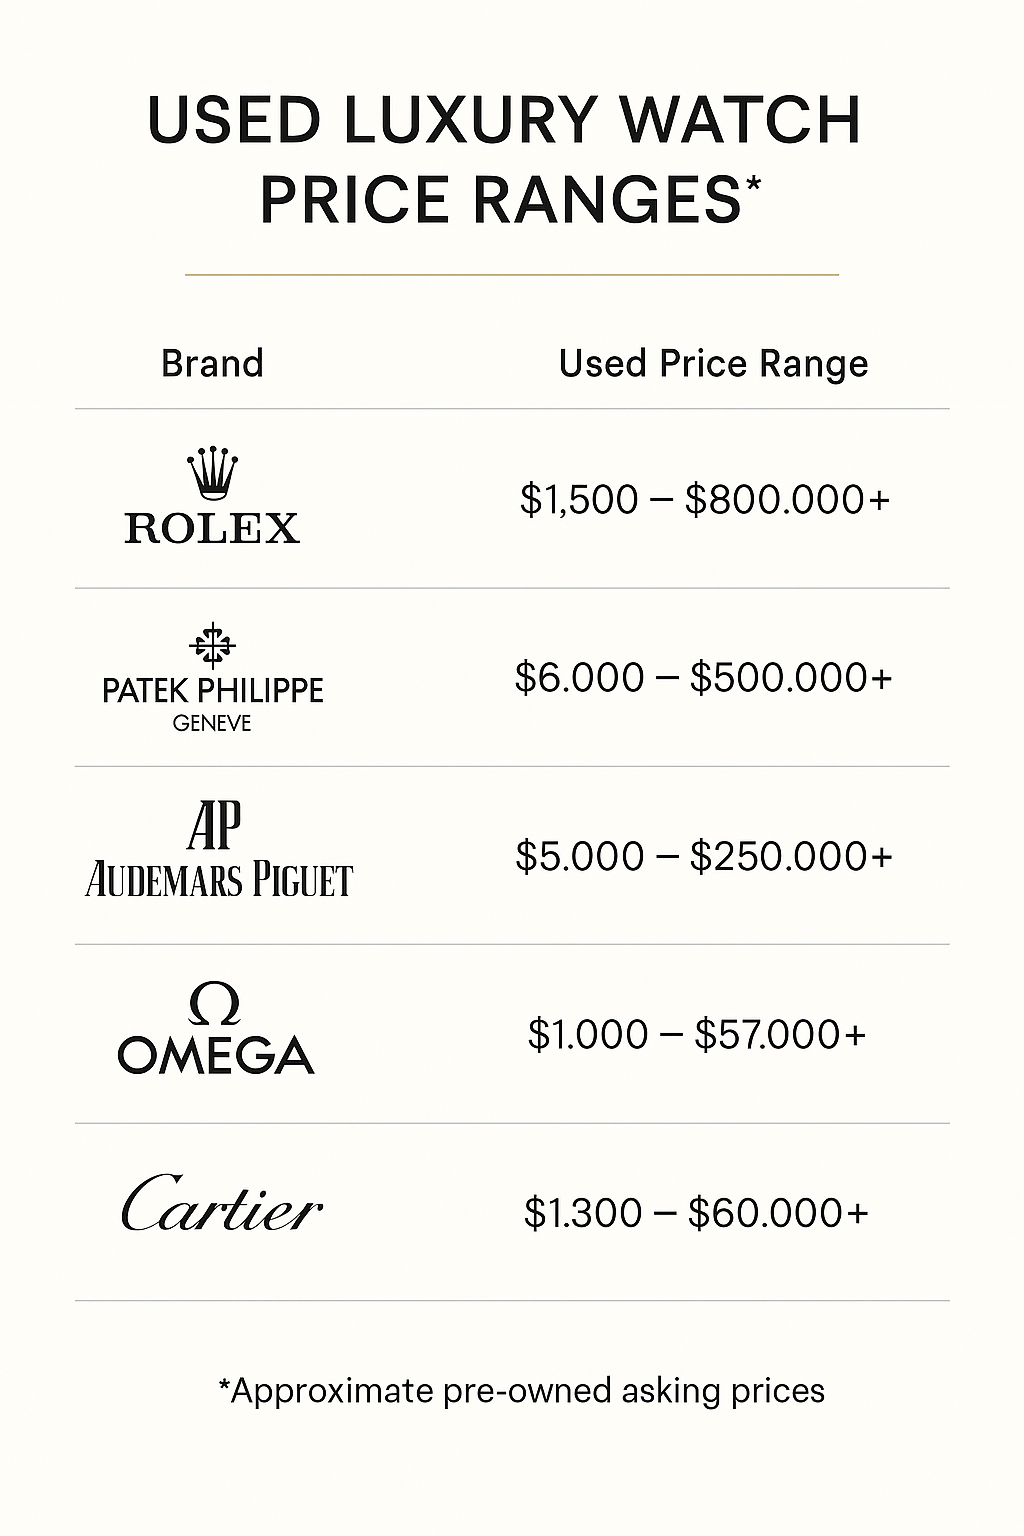 USED LUXURY WATCH
PRICE RANGES*
Brand Used Price Range
ROLEX $1,500 – $800.000+
PATEK PHILIPPE
GENEVE
$6.000 – $500.000+
AP
AUDEMARS PIGUET
$5.000 – $250.000+
Ω
OMEGA
$1.000 – $57.000+
Cartier $1.300 – $60.000+
*Approximate pre-owned asking prices